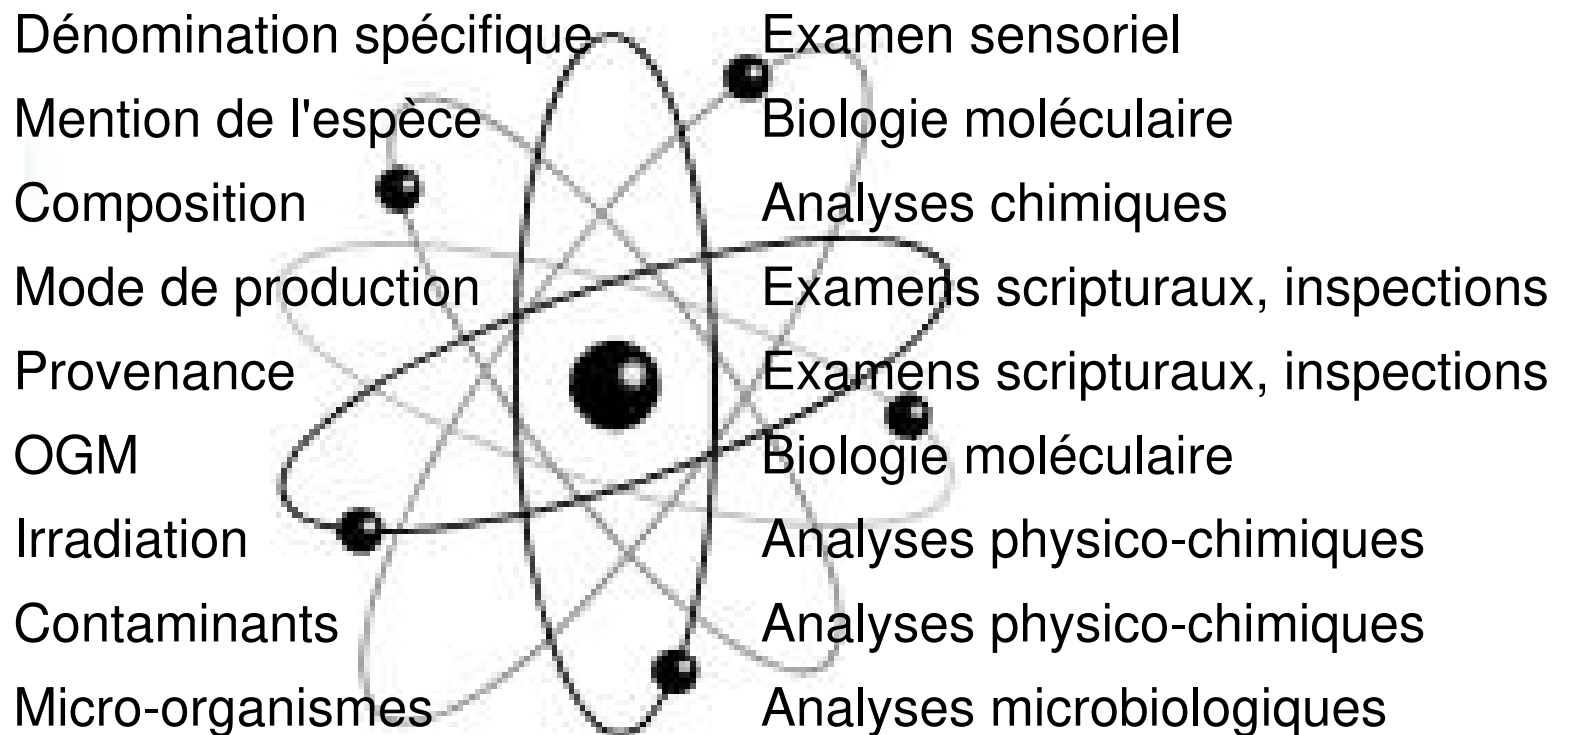 Dénomination spécifique Examen sensoriel
Mention de l'espèce Biologie moléculaire
Composition Analyses chimiques
Mode de production Examens scripturaux, inspections
Provenance Examens scripturaux, inspections
OGM Biologie moléculaire
Irradiation Analyses physico-chimiques
Contaminants Analyses physico-chimiques
Micro-organismes Analyses microbiologiques